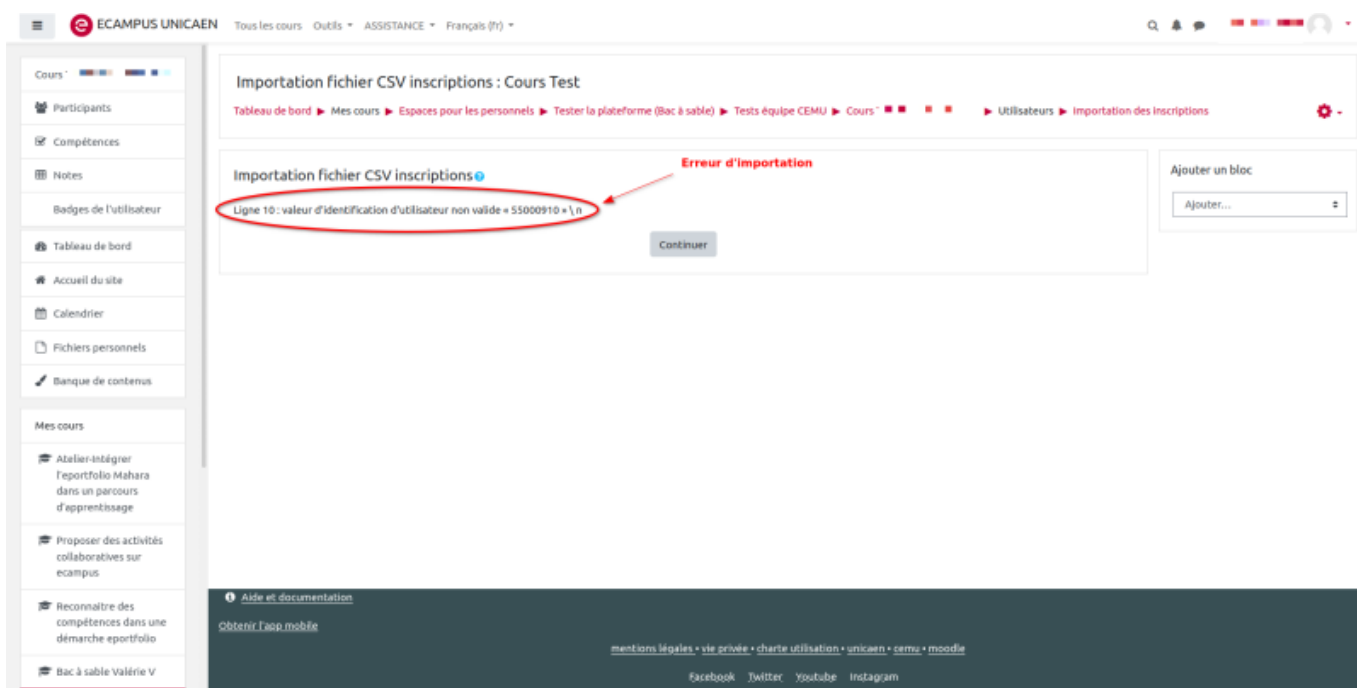 ECAMPUS UNICAEN Tous les cours Outils ASSISTANCE Français (fr)
Cours
Participants
Compétences
Notes
Badges de l'utilisateur
Tableau de bord
Accueil du site
Calendrier
Fichiers personnels
Banque de contenus
Mes cours
Atelier-Intégrer
l'eportfolio Mahara
dans un parcours
d'apprentissage
Proposer des activités
collaboratives sur
ecampus
Reconnaitre des
compétences dans une
démarche eportfolio
Bac à sable Valérie V
Importation fichier CSV inscriptions : Cours Test
Tableau de bord ▶ Mes cours ▶ Espaces pour les personnels ▶ Tester la plateforme (Bac à sable) ▶ Tests équipe CEMU ▶ Cours ▶ Utilisateurs ▶ Importation des inscriptions
Importation fichier CSV inscriptions
Erreur d'importation
Ligne 10 : valeur d'identification d'utilisateur non valide « 55000910 » \ n
Continuer
Ajouter un bloc
Ajouter...
Aide et documentation
Obtenir l'app mobile
mentions légales • vie privée • charte utilisation • unicaen • cemu • moodle
Facebook Twitter Youtube Instagram